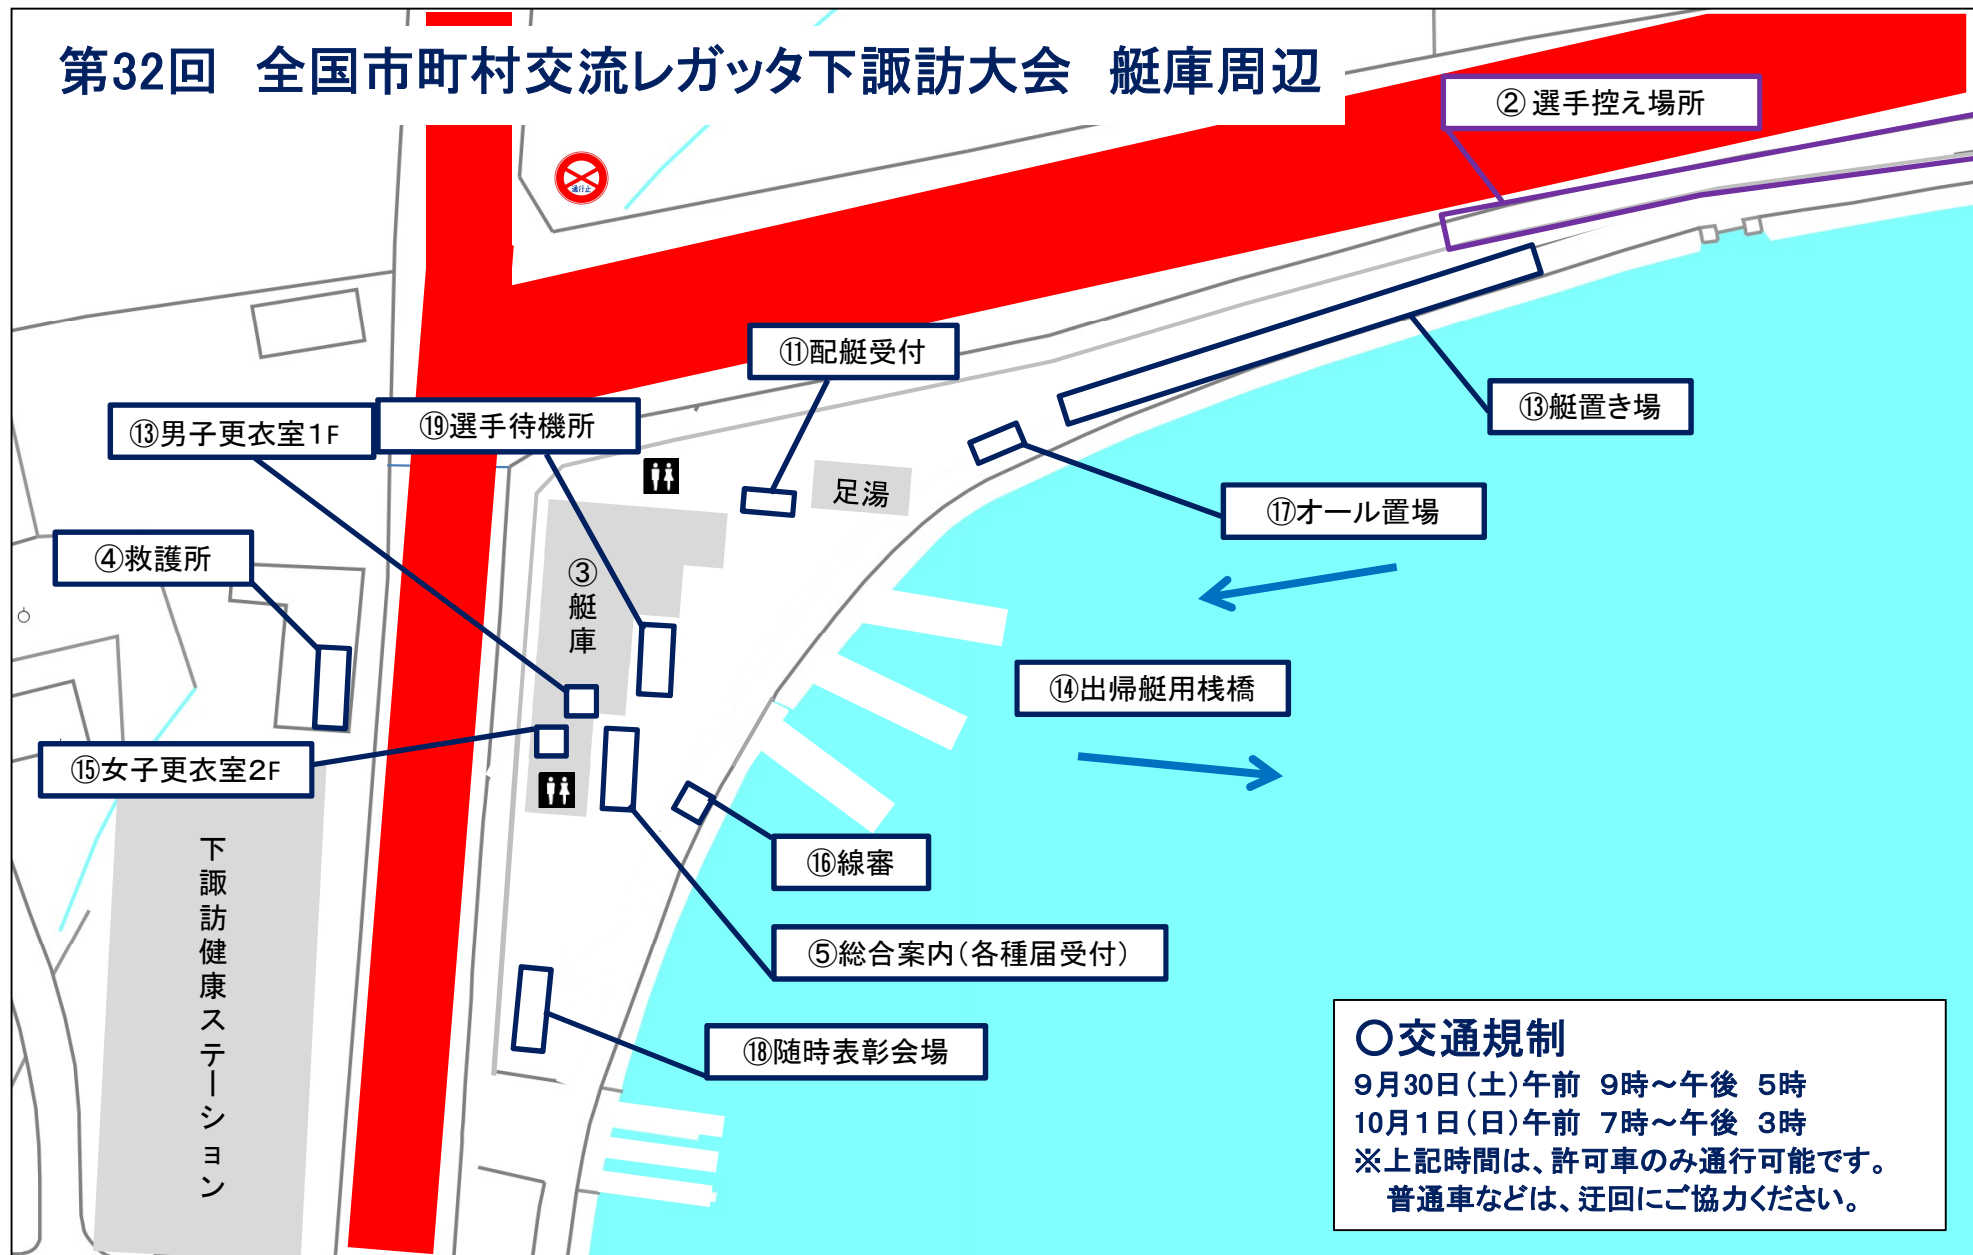 第32回　全国市町村交流レガッタ下諏訪大会　艇庫周辺
②選手控え場所
通行止
⑪配艇受付
⑬艇置き場
⑬男子更衣室1F
⑲選手待機所
足湯
⑰オール置場
④救護所
③艇庫
⑭出帰艇用桟橋
⑮女子更衣室2F
⑯線審
下諏訪健康ステーション
⑤総合案内（各種届受付）
⑱随時表彰会場
〇交通規制
9月30日（土）午前　9時～午後　5時
10月1日（日）午前　7時～午後　3時
※上記時間は、許可車のみ通行可能です。
普通車などは、迂回にご協力ください。